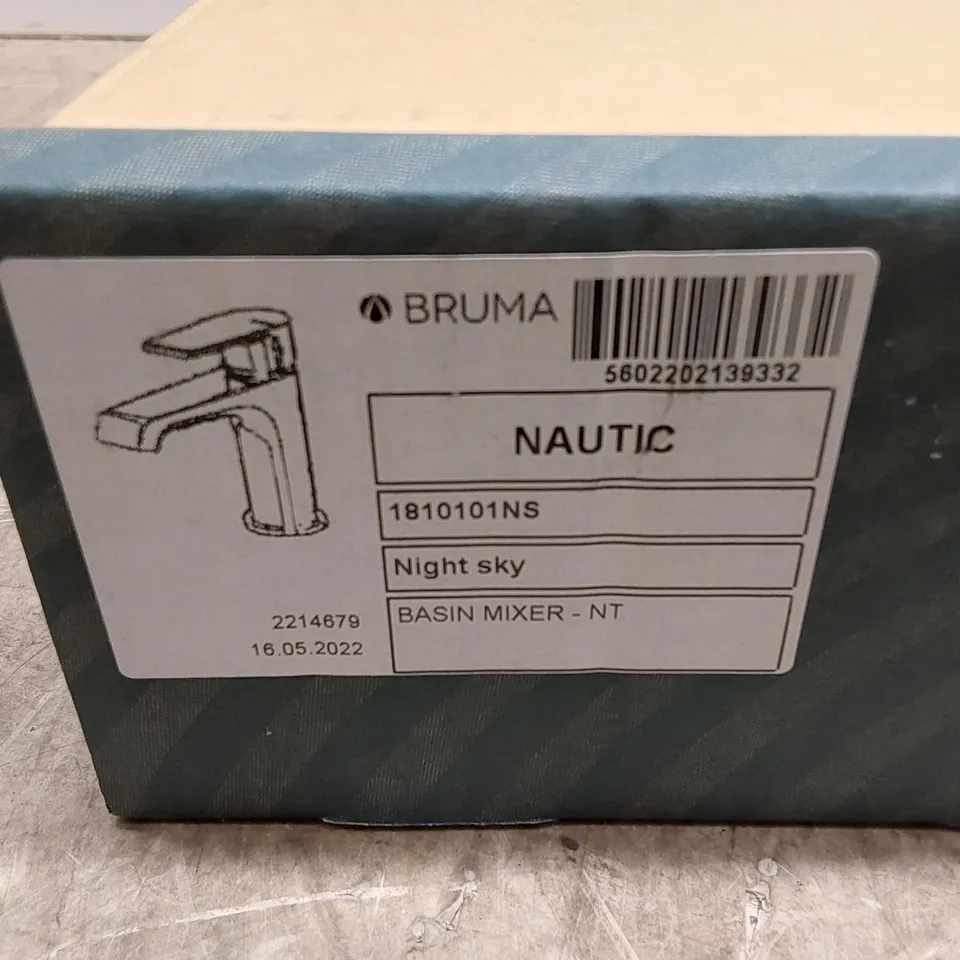 BRUMA
5602202139332
NAUTIC
1810101NS
Night sky
BASIN MIXER - NT
2214679
16.05.2022